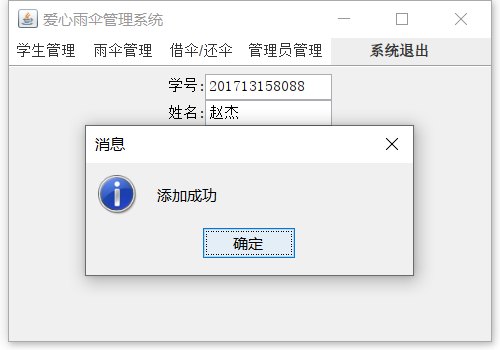 爱心雨伞管理系统
学生管理 雨伞管理 借伞/还伞 管理员管理 系统退出
学号:201713158088
姓名:赵杰
消息
添加成功
确定